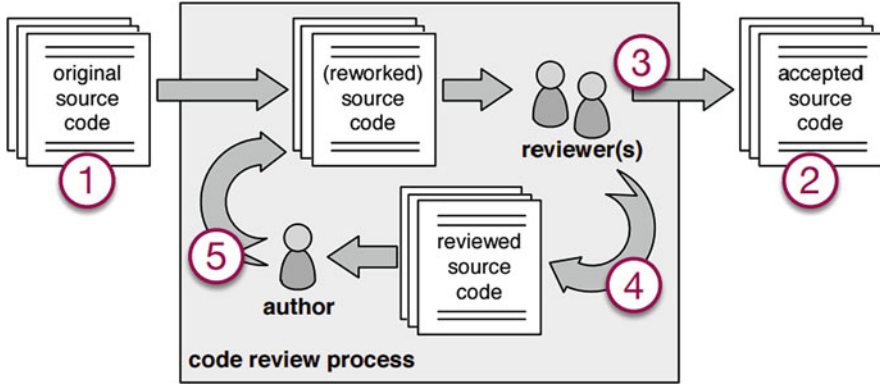 original
source
code
1
(reworked)
source
code
reviewer(s)
3
accepted
source
code
2
reviewed
source
code
4
5
author
code review process